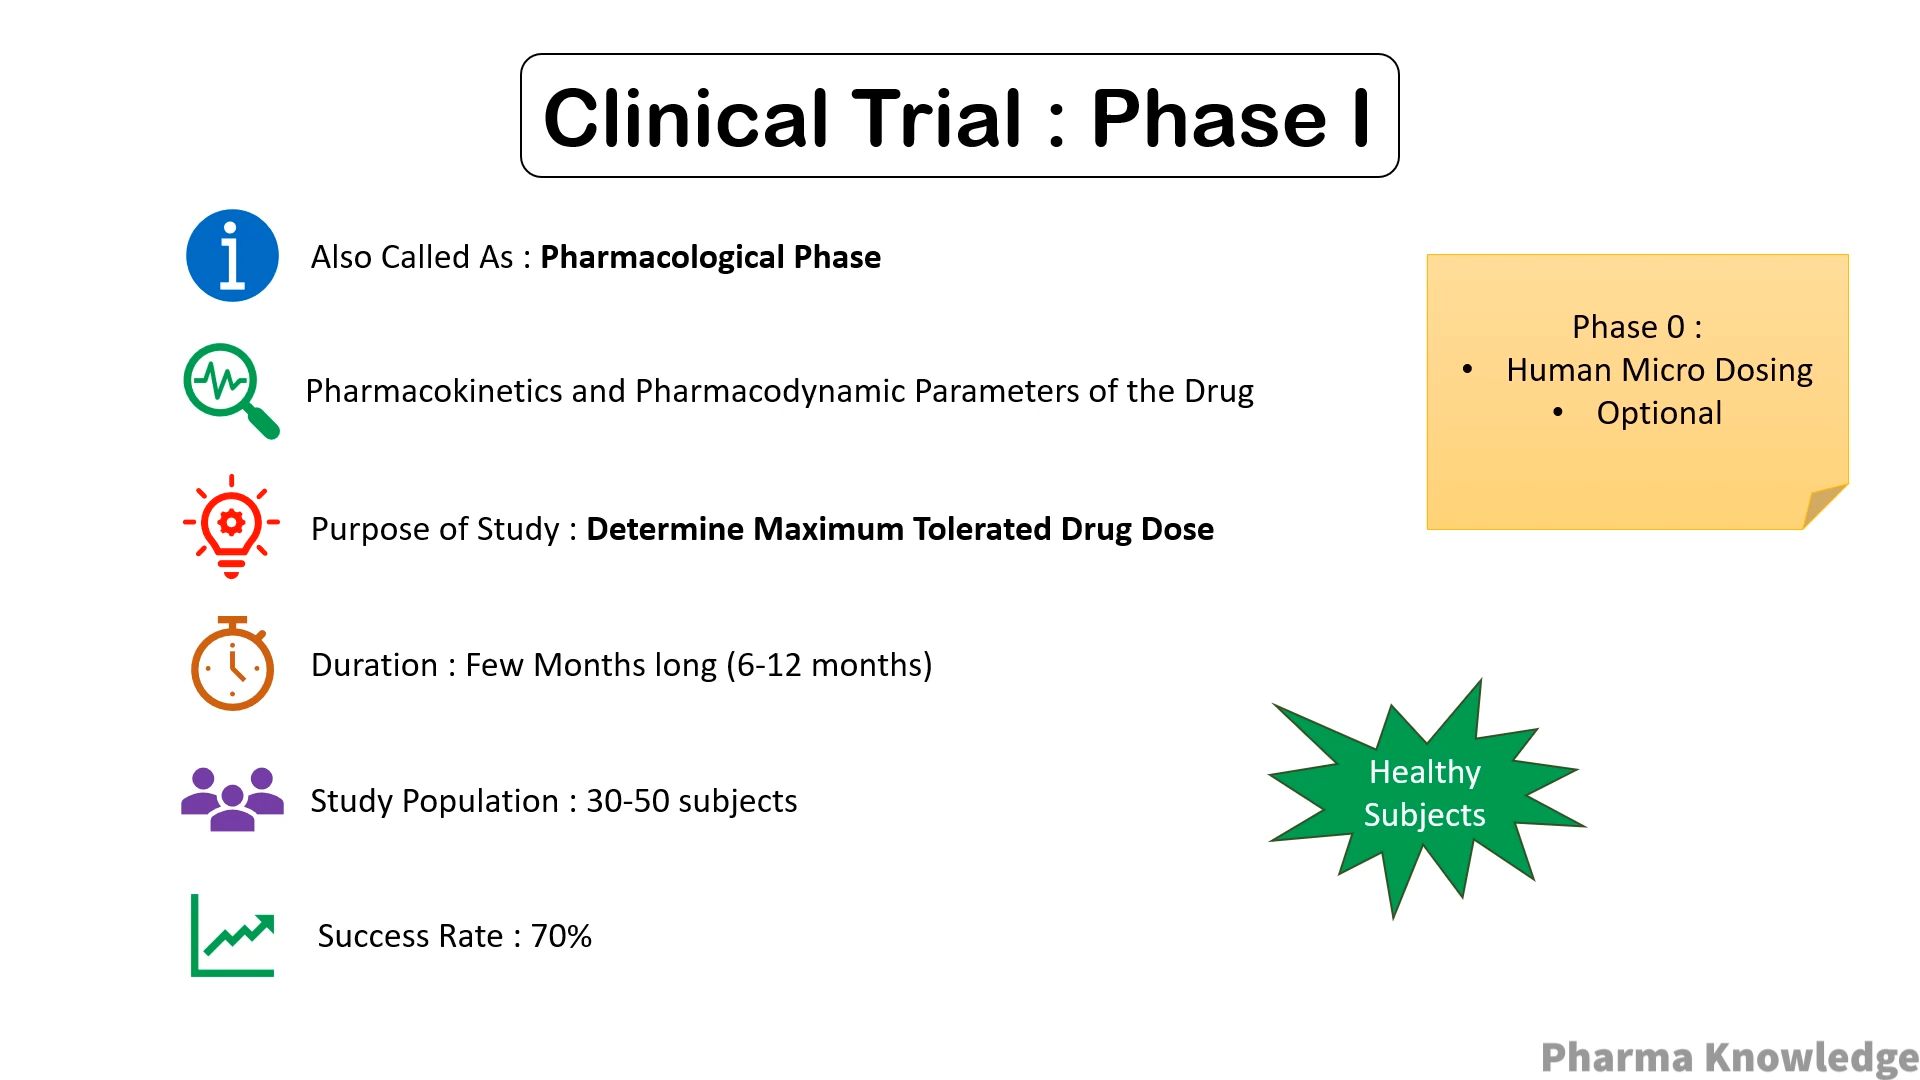 Clinical Trial : Phase I
Also Called As : Pharmacological Phase
Pharmacokinetics and Pharmacodynamic Parameters of the Drug
Purpose of Study : Determine Maximum Tolerated Drug Dose
Duration : Few Months long (6-12 months)
Study Population : 30-50 subjects
Success Rate : 70%
Phase 0 :
• Human Micro Dosing
• Optional
Healthy
Subjects
Pharma Knowledge